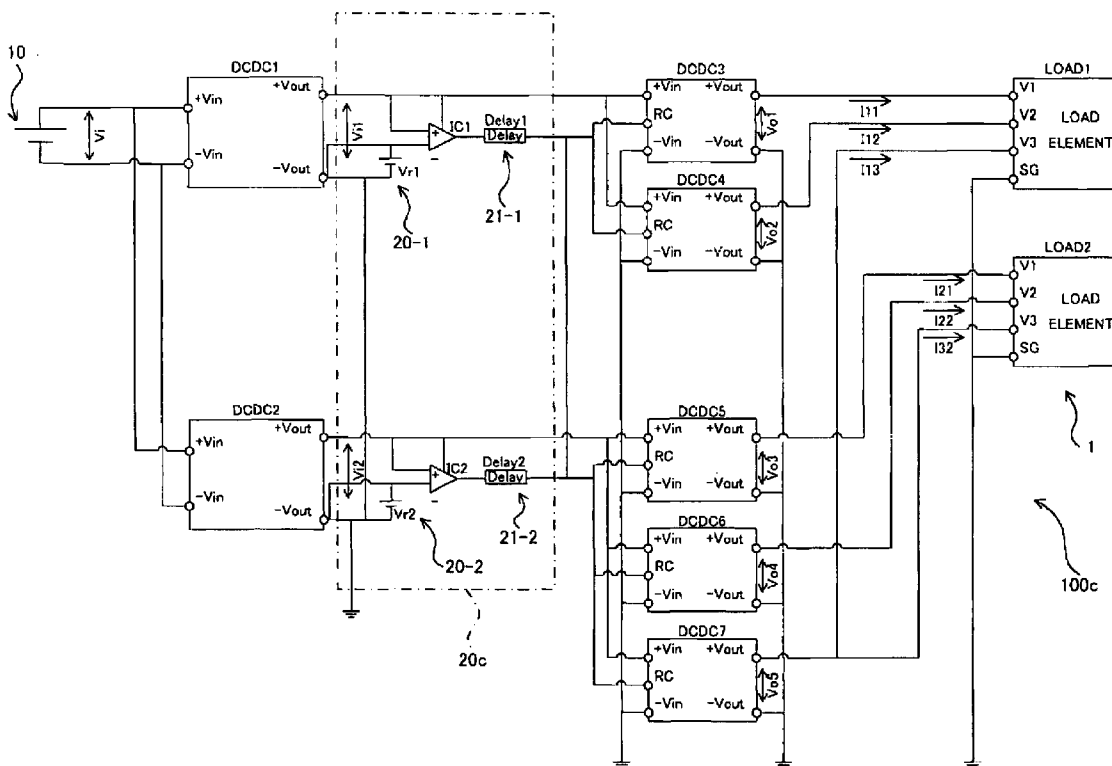 10
Vi
DCDC1
+Vin
-Vin
+Vout
-Vout
Vi1
Vr1
IC1
+
-
Delay1
Delay
20-1
21-1
DCDC3
+Vin
RC
-Vin
+Vout
-Vout
Vo1
DCDC4
+Vin
RC
-Vin
+Vout
-Vout
Vo2
I11
I12
I13
LOAD1
V1
V2
V3
SG
LOAD
ELEMENT
LOAD2
V1
V2
V3
SG
LOAD
ELEMENT
I21
I22
I32
DCDC2
+Vin
-Vin
+Vout
-Vout
Vi2
Vr2
IC2
+
-
Delay2
Delay
20-2
21-2
20c
DCDC5
+Vin
RC
-Vin
+Vout
-Vout
Vo3
DCDC6
+Vin
RC
-Vin
+Vout
-Vout
Vo4
DCDC7
+Vin
RC
-Vin
+Vout
-Vout
Vo5
1
100c